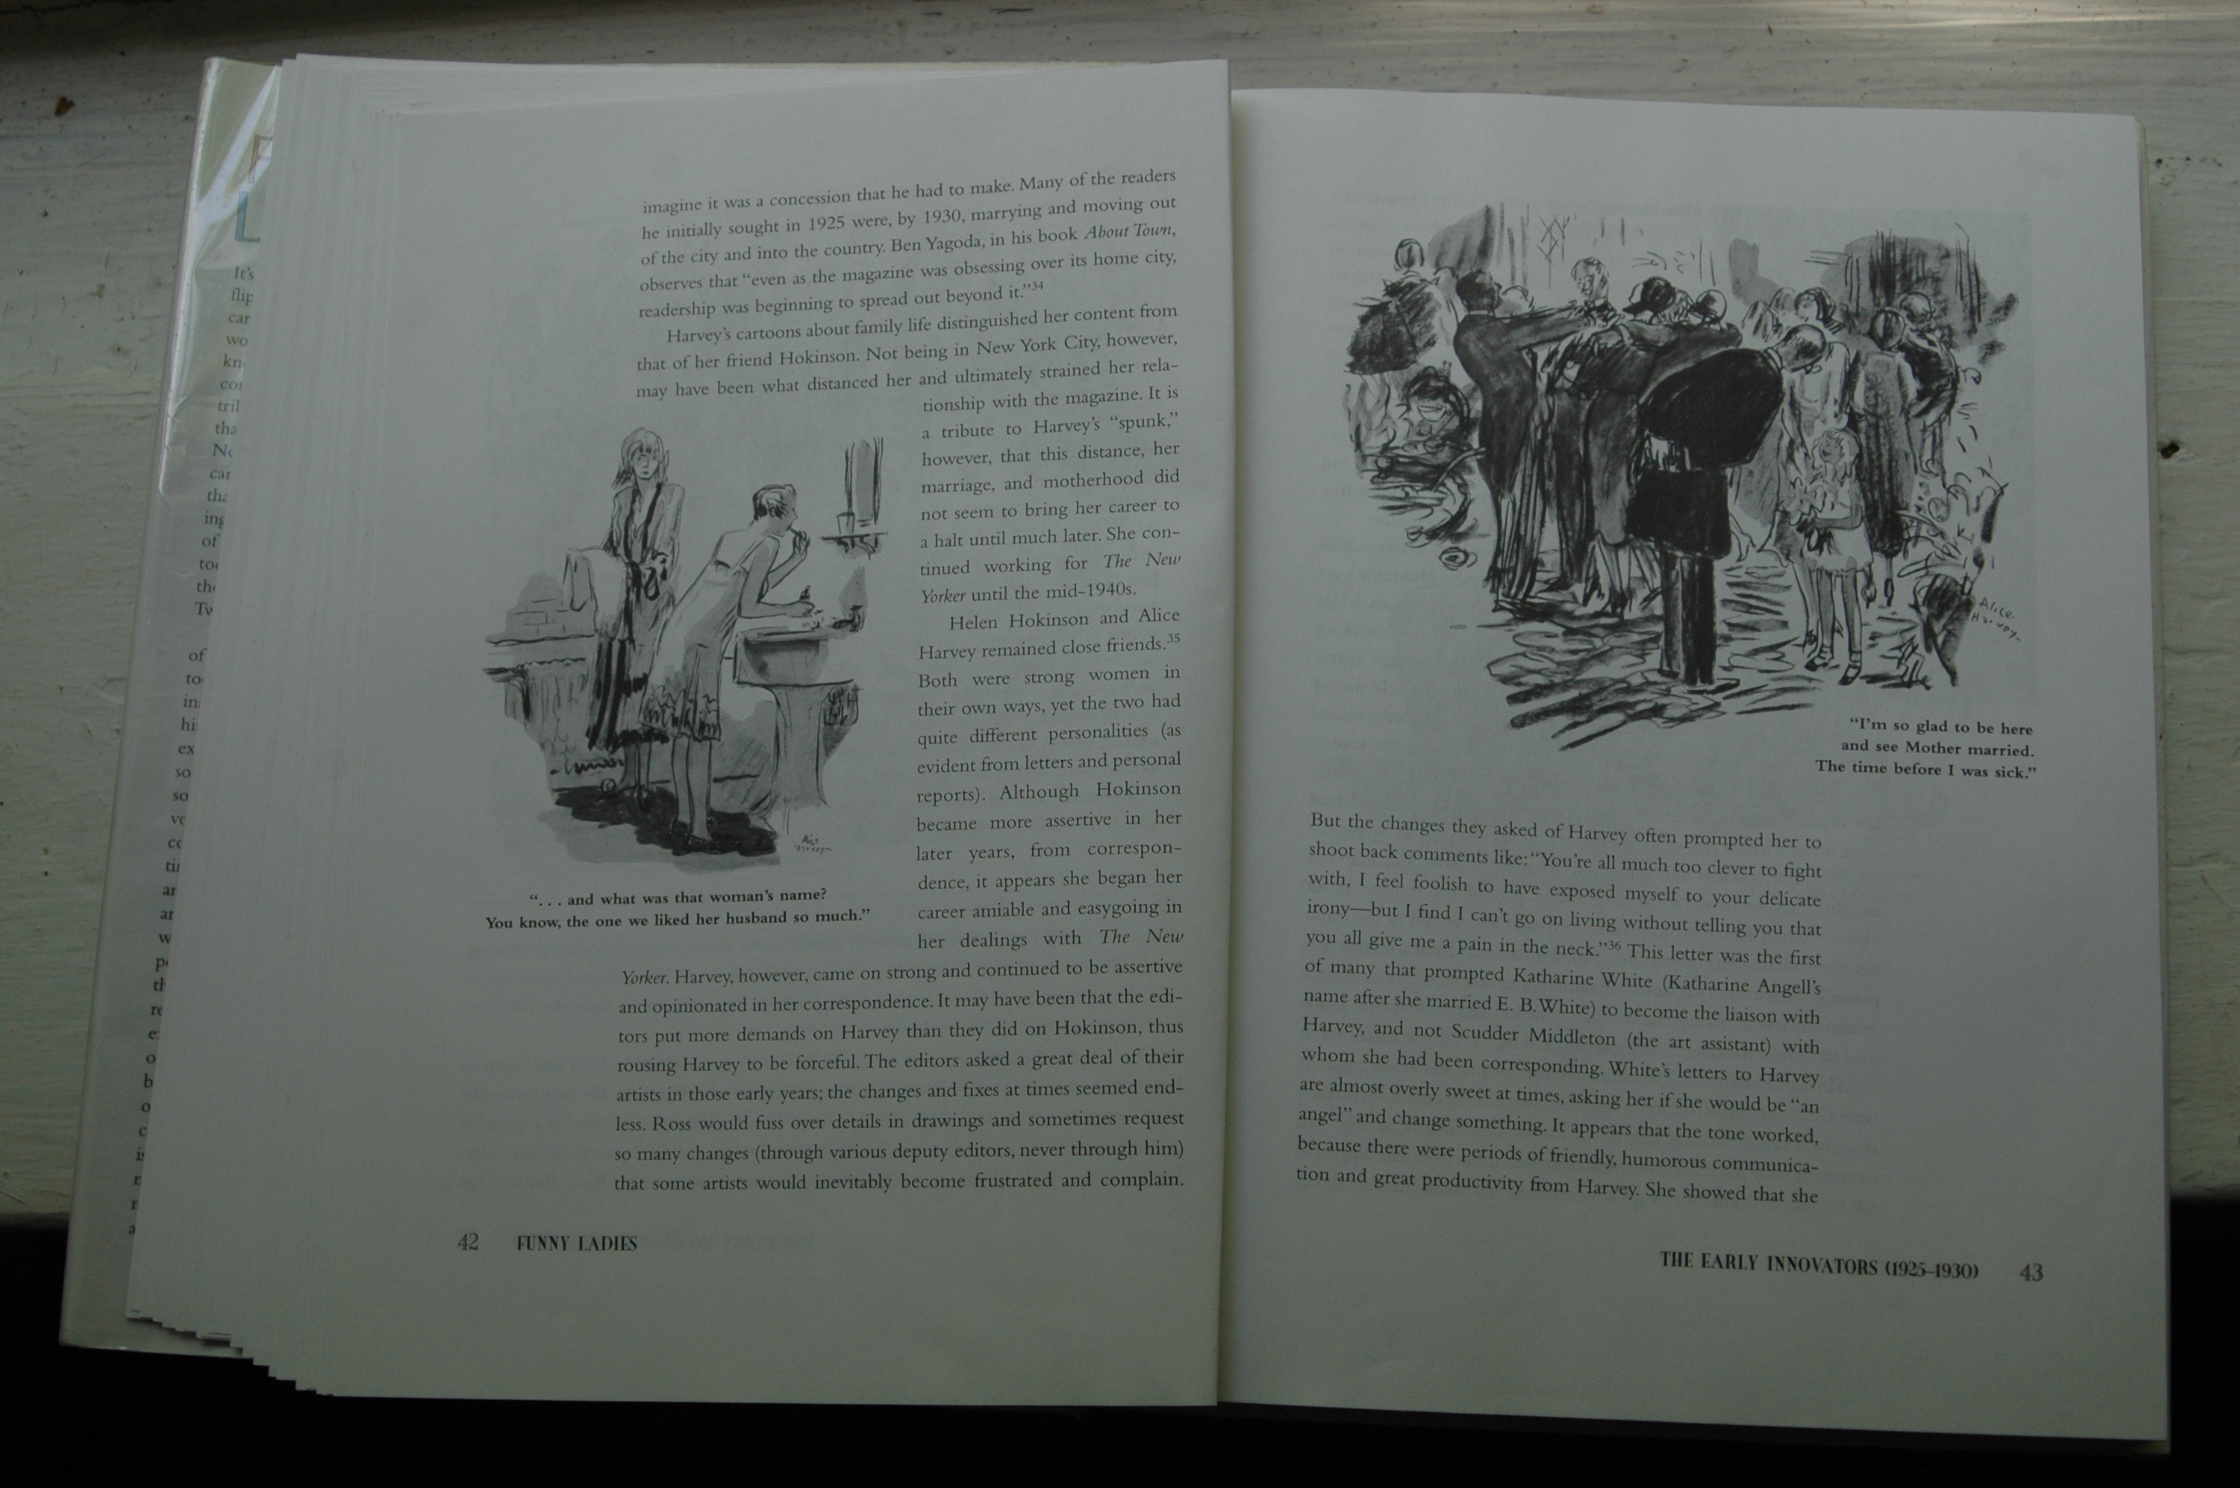 imagine it was a concession that he had to make. Many of the readers
he initially sought in 1925 were, by 1930, marrying and moving out
of the city and into the country. Ben Yagoda, in his book About Town,
observes that “even as the magazine was obsessing over its home city,
readership was beginning to spread out beyond it.”34
Harvey’s cartoons about family life distinguished her content from
that of her friend Hokinson. Not being in New York City, however,
may have been what distanced her and ultimately strained her rela-
tionship with the magazine. It is
a tribute to Harvey’s “spunk,”
however, that this distance, her
marriage, and motherhood did
not seem to bring her career to
a halt until much later. She con-
tinued working for The New
Yorker until the mid-1940s.
Helen Hokinson and Alice
Harvey remained close friends.35
Both were strong women in
their own ways, yet the two had
quite different personalities (as
evident from letters and personal
reports). Although Hokinson
became more assertive in her
later years, from correspon-
dence, it appears she began her
career amiable and easygoing in
her dealings with The New
Yorker. Harvey, however, came on strong and continued to be assertive
and opinionated in her correspondence. It may have been that the edi-
tors put more demands on Harvey than they did on Hokinson, thus
rousing Harvey to be forceful. The editors asked a great deal of their
artists in those early years; the changes and fixes at times seemed end-
less. Ross would fuss over details in drawings and sometimes request
so many changes (through various deputy editors, never through him)
that some artists would inevitably become frustrated and complain.
“. . . and what was that woman’s name?
You know, the one we liked her husband so much.”
42 FUNNY LADIES
Alice
Harvey
“I’m so glad to be here
and see Mother married.
The time before I was sick.”
But the changes they asked of Harvey often prompted her to
shoot back comments like: “You’re all much too clever to fight
with, I feel foolish to have exposed myself to your delicate
irony—but I find I can’t go on living without telling you that
you all give me a pain in the neck.”36 This letter was the first
of many that prompted Katharine White (Katharine Angell’s
name after she married E. B. White) to become the liaison with
Harvey, and not Scudder Middleton (the art assistant) with
whom she had been corresponding. White’s letters to Harvey
are almost overly sweet at times, asking her if she would be “an
angel” and change something. It appears that the tone worked,
because there were periods of friendly, humorous communica-
tion and great productivity from Harvey. She showed that she
THE EARLY INNOVATORS (1925–1930) 43